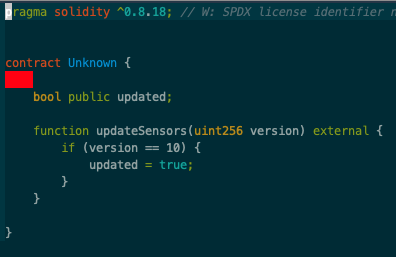 pragma solidity ^0.8.18; // W: SPDX license identifier
contract Unknown {
bool public updated;
function updateSensors(uint256 version) external {
if (version == 10) {
updated = true;
}
}
}